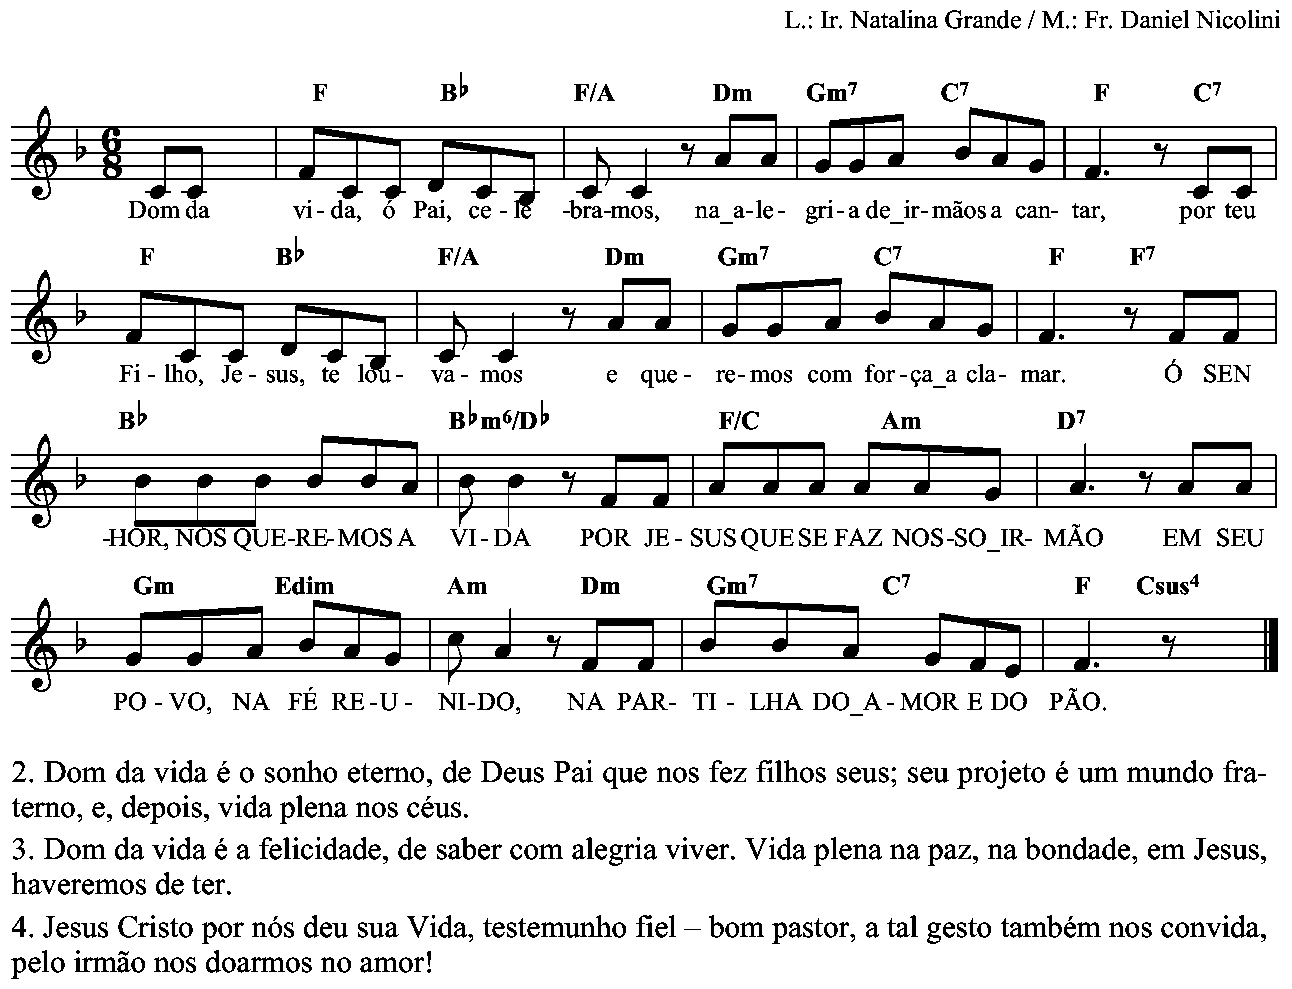 L.: Ir. Natalina Grande / M.: Fr. Daniel Nicolini
F B♭ F/A Dm Gm7 C7 F C7
6
8
Dom da vi-da, ó Pai, ce-le -bra-mos, na_a-le-gri-a de_ir-mãos a can-tar, por teu
F B♭ F/A Dm Gm7 C7 F F7
Fi-lho, Je-sus, te lou-va-mos e que-re-mos com for-ça_a cla-mar. Ó SEN
B♭ B♭m6/D♭ F/C Am D7
-HOR, NOS QUE-RE-MOS A VI-DA POR JE-SUS QUE SE FAZ NOS-SO_IR-MÃO EM SEU
Gm Edim Am Dm Gm7 C7 F Csus4
PO-VO, NA FÉ RE-U-NI-DO, NA PAR-TI-LHA DO_A-MOR E DO PÃO.
2. Dom da vida é o sonho eterno, de Deus Pai que nos fez filhos seus; seu projeto é um mundo fra-
terno, e, depois, vida plena nos céus.
3. Dom da vida é a felicidade, de saber com alegria viver. Vida plena na paz, na bondade, em Jesus,
haveremos de ter.
4. Jesus Cristo por nós deu sua Vida, testemunho fiel – bom pastor, a tal gesto também nos convida,
pelo irmão nos doarmos no amor!